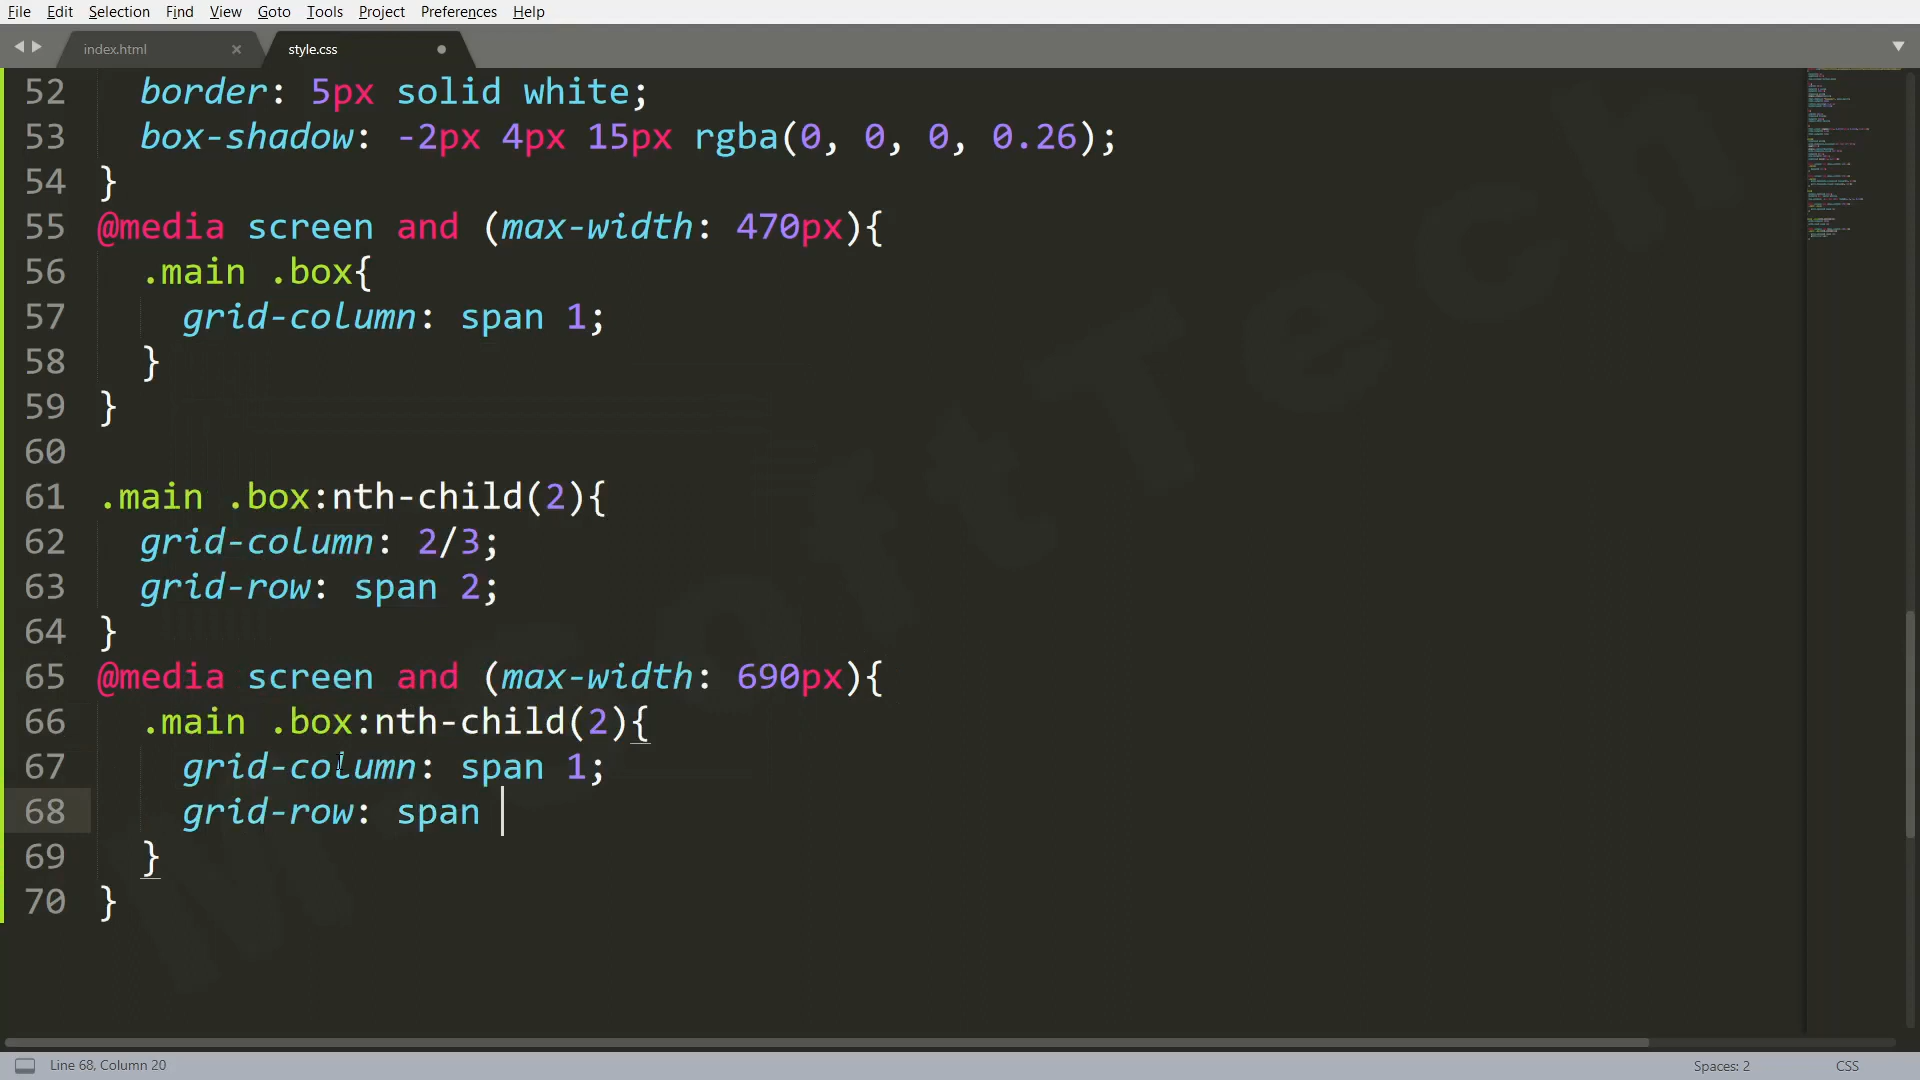 File Edit Selection Find View Goto Tools Project Preferences Help
index.html style.css
52 border: 5px solid white;
53 box-shadow: -2px 4px 15px rgba(0, 0, 0, 0.26);
54 }
55 @media screen and (max-width: 470px){
56 .main .box{
57 grid-column: span 1;
58 }
59 }
60
61 .main .box:nth-child(2){
62 grid-column: 2/3;
63 grid-row: span 2;
64 }
65 @media screen and (max-width: 690px){
66 .main .box:nth-child(2){
67 grid-column: span 1;
68 grid-row: span
69 }
70 }
Line 68, Column 20 Spaces: 2 CSS